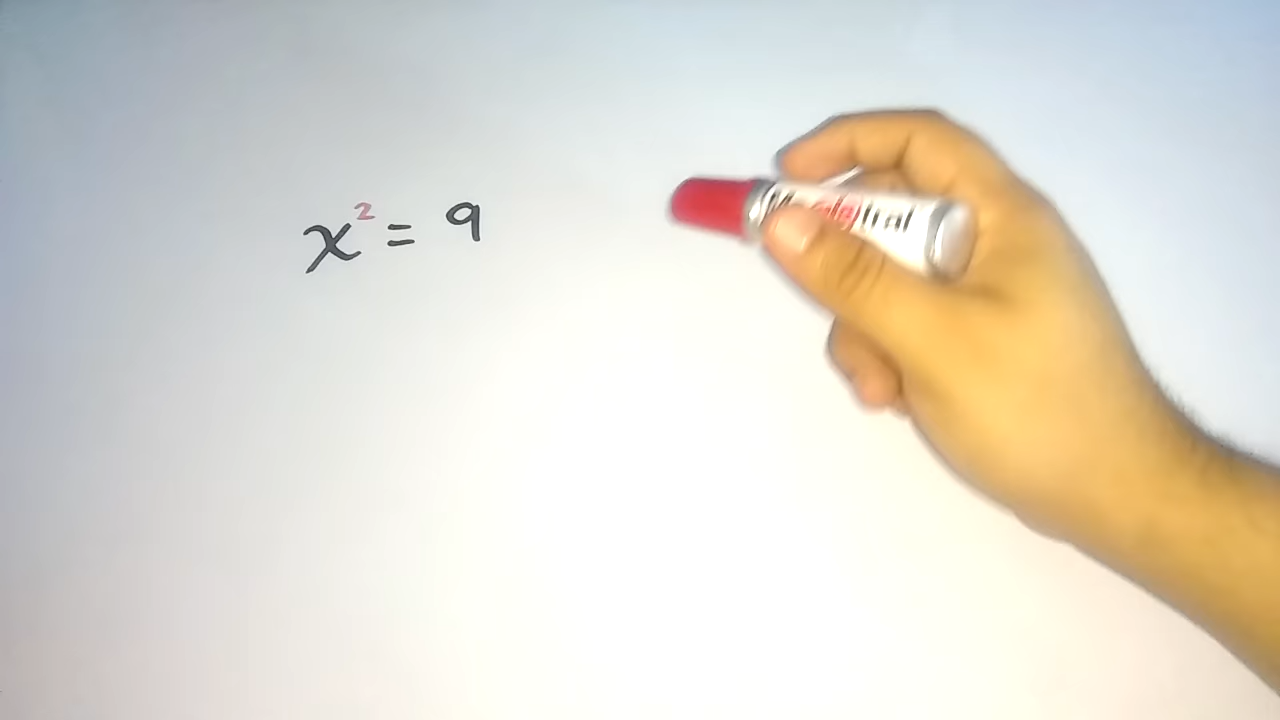 x² = 9